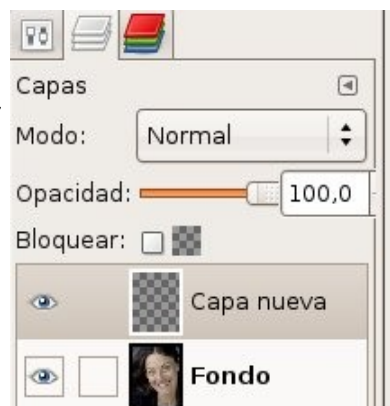 Capas
Modo: Normal
Opacidad: 100,0
Bloquear:
Capa nueva
Fondo